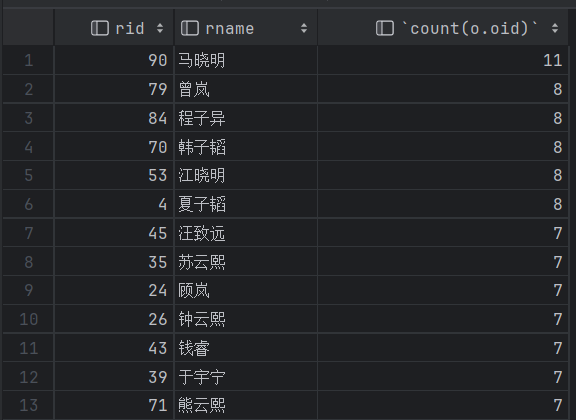 rid rname `count(o.oid)`
1 90 马晓明 11
2 79 曾岚 8
3 84 程子异 8
4 70 韩子韬 8
5 53 江晓明 8
6 4 夏子韬 8
7 45 汪致远 7
8 35 苏云熙 7
9 24 顾岚 7
10 26 钟云熙 7
11 43 钱睿 7
12 39 于宇宁 7
13 71 熊云熙 7